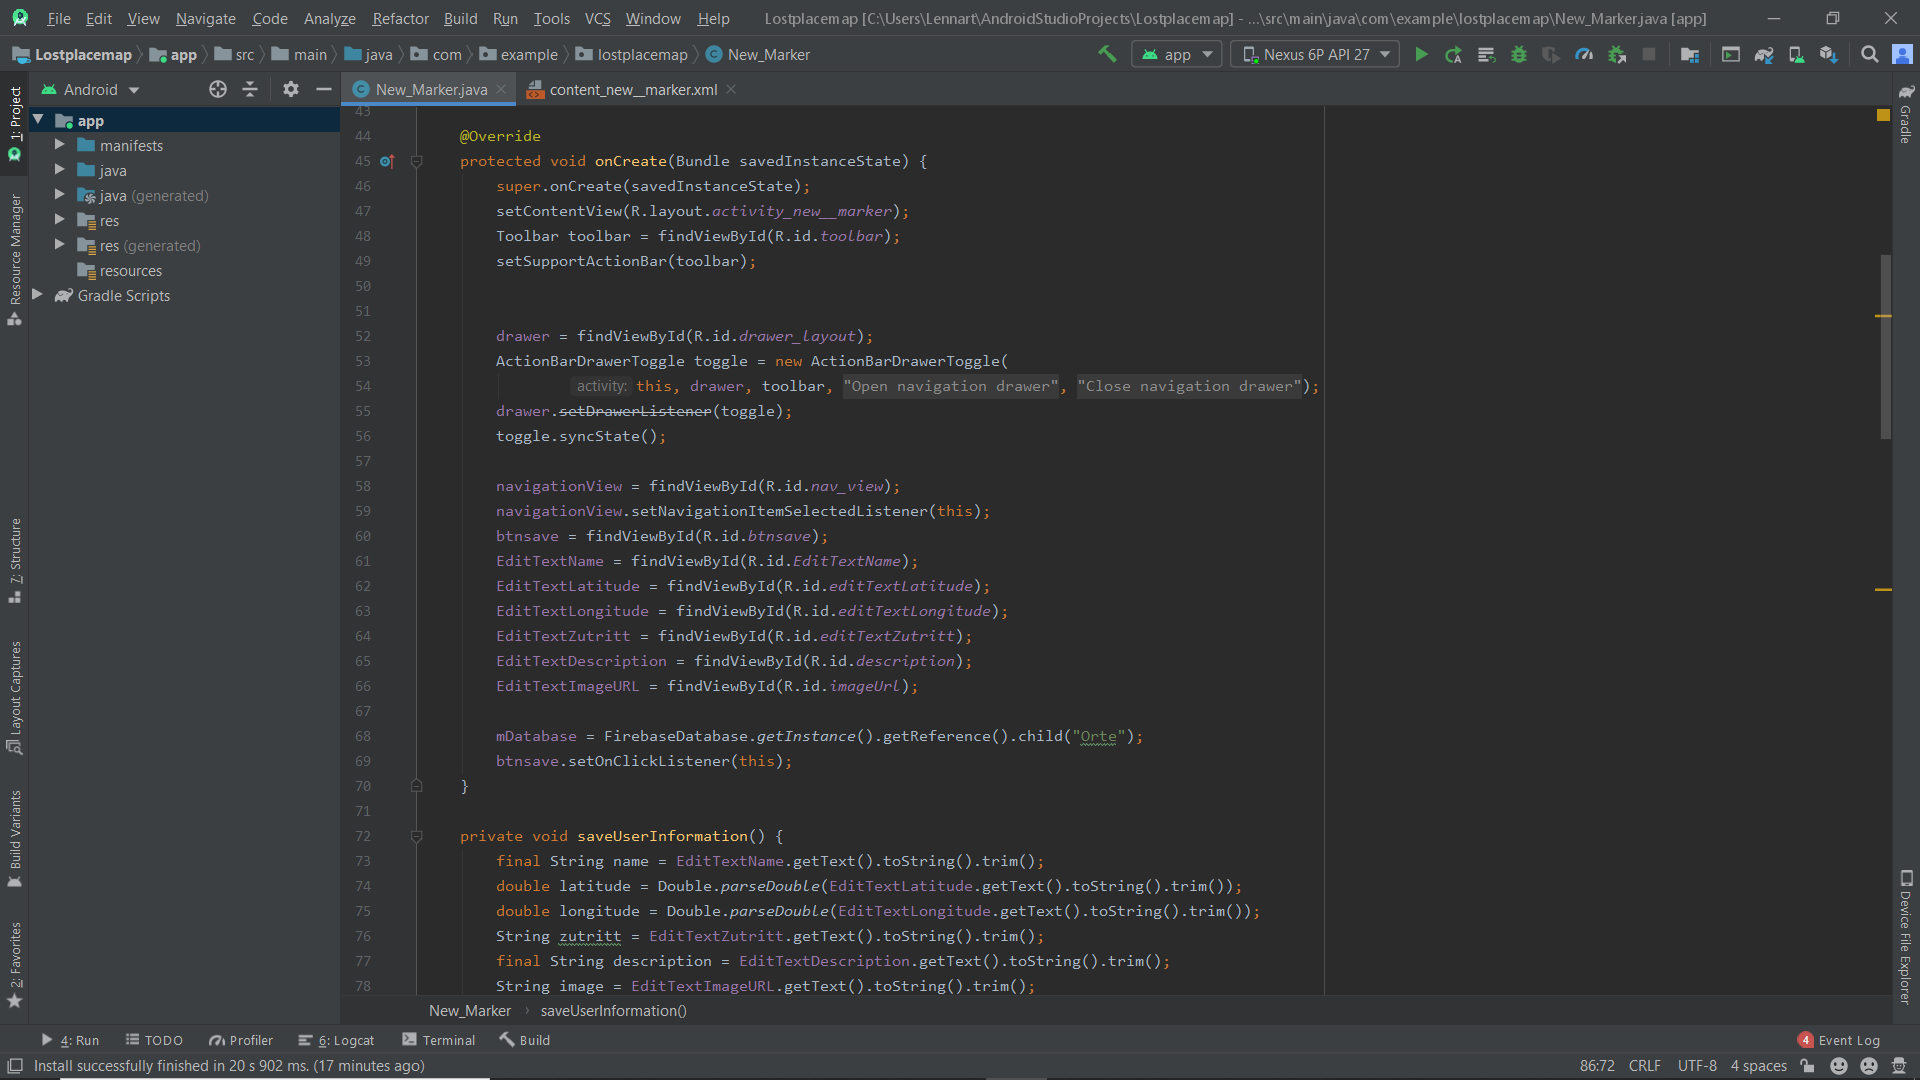 File Edit View Navigate Code Analyze Refactor Build Run Tools VCS Window Help Lostplacemap [C:\Users\Lennart\AndroidStudioProjects\Lostplacemap] - ...\src\main\java\com\example\lostplacemap\New_Marker.java [app]
Lostplacemap app src main java com example lostplacemap New_Marker app Nexus 6P API 27
Android New_Marker.java content_new__marker.xml
1: Project
Resource Manager
7: Structure
Layout Captures
Build Variants
2: Favorites
app
manifests
java
java (generated)
res
res (generated)
resources
Gradle Scripts
43
44 @Override
45 protected void onCreate(Bundle savedInstanceState) {
46 super.onCreate(savedInstanceState);
47 setContentView(R.layout.activity_new__marker);
48 Toolbar toolbar = findViewById(R.id.toolbar);
49 setSupportActionBar(toolbar);
50
51
52 drawer = findViewById(R.id.drawer_layout);
53 ActionBarDrawerToggle toggle = new ActionBarDrawerToggle(
54 activity: this, drawer, toolbar, "Open navigation drawer", "Close navigation drawer");
55 drawer.setDrawerListener(toggle);
56 toggle.syncState();
57
58 navigationView = findViewById(R.id.nav_view);
59 navigationView.setNavigationItemSelectedListener(this);
60 btnsave = findViewById(R.id.btnsave);
61 EditTextName = findViewById(R.id.EditTextName);
62 EditTextLatitude = findViewById(R.id.editTextLatitude);
63 EditTextLongitude = findViewById(R.id.editTextLongitude);
64 EditTextZutritt = findViewById(R.id.editTextZutritt);
65 EditTextDescription = findViewById(R.id.description);
66 EditTextImageURL = findViewById(R.id.imageUrl);
67
68 mDatabase = FirebaseDatabase.getInstance().getReference().child("Orte");
69 btnsave.setOnClickListener(this);
70 }
71
72 private void saveUserInformation() {
73 final String name = EditTextName.getText().toString().trim();
74 double latitude = Double.parseDouble(EditTextLatitude.getText().toString().trim());
75 double longitude = Double.parseDouble(EditTextLongitude.getText().toString().trim());
76 String zutritt = EditTextZutritt.getText().toString().trim();
77 final String description = EditTextDescription.getText().toString().trim();
78 String image = EditTextImageURL.getText().toString().trim();
Gradle
Device File Explorer
New_Marker › saveUserInformation()
4: Run TODO Profiler 6: Logcat Terminal Build 4 Event Log
Install successfully finished in 20 s 902 ms. (17 minutes ago) 86:72 CRLF UTF-8 4 spaces